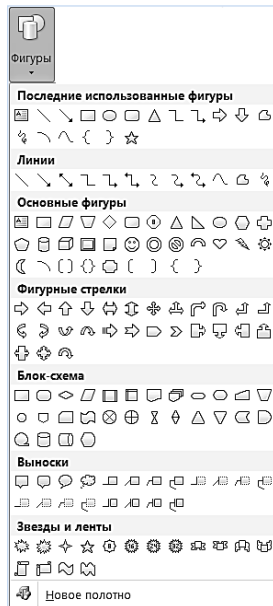 Фигуры
Последние использованные фигуры
Линии
Основные фигуры
Фигурные стрелки
Блок-схема
Выноски
Звезды и ленты
Новое полотно